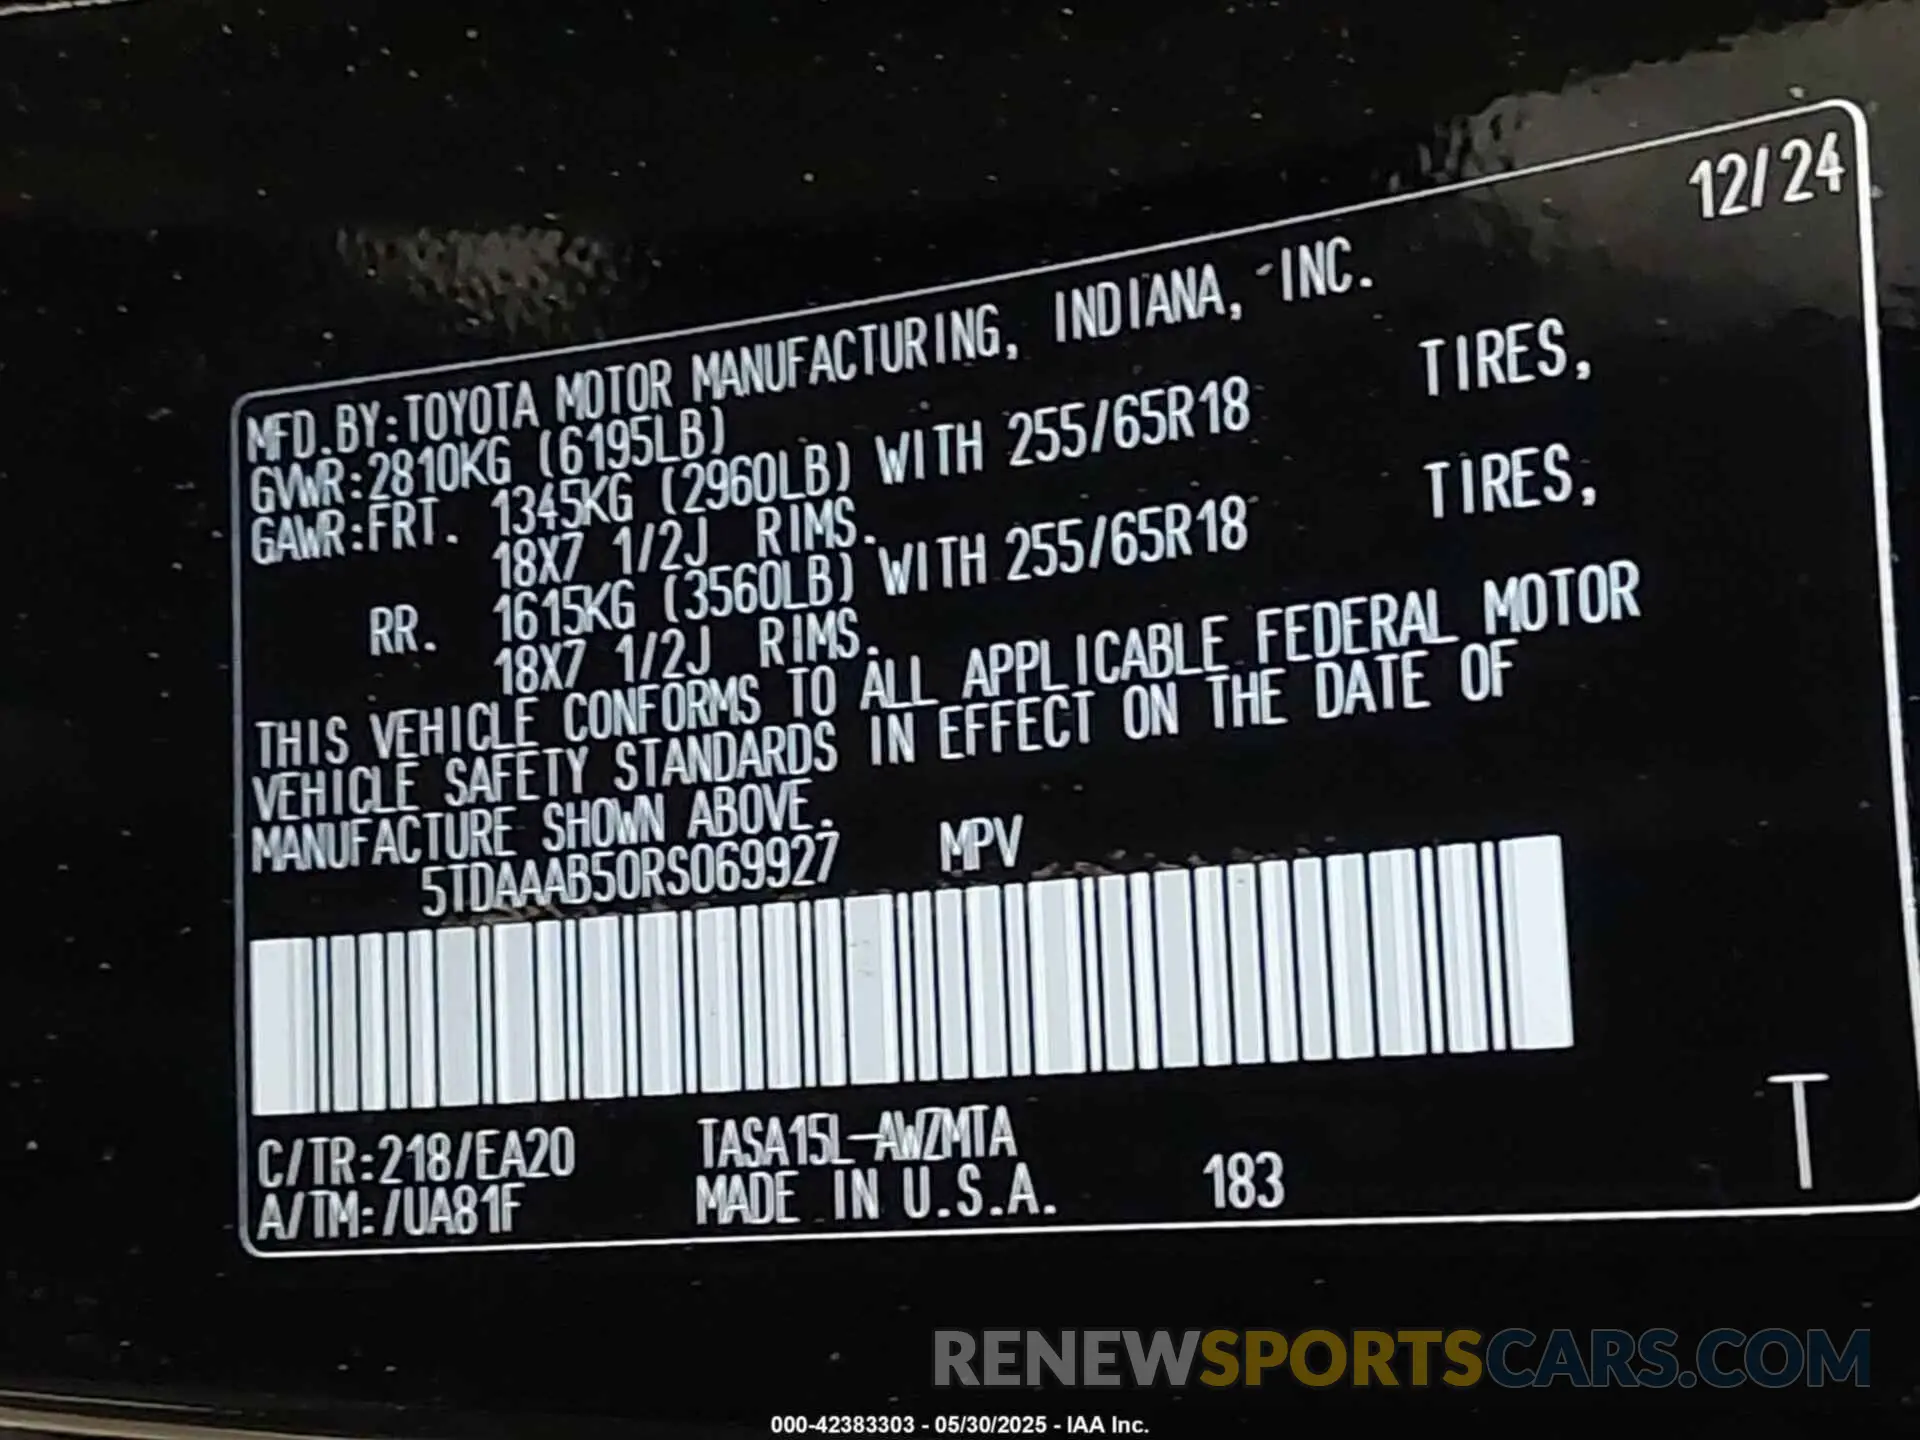 12/24
MFD.BY:TOYOTA MOTOR MANUFACTURING, INDIANA, INC.
GVWR:2810KG (6195LB)
GAWR:FRT. 1345KG (2960LB) WITH 255/65R18 TIRES,
18X7 1/2J RIMS.
RR. 1615KG (3560LB) WITH 255/65R18 TIRES,
18X7 1/2J RIMS.
THIS VEHICLE CONFORMS TO ALL APPLICABLE FEDERAL MOTOR
VEHICLE SAFETY STANDARDS IN EFFECT ON THE DATE OF
MANUFACTURE SHOWN ABOVE.
5TDAAAB50RS069927 MPV
C/TR:218/EA20 TASA15L-AWZMTA
A/TM:/UA81F MADE IN U.S.A. 183 T
RENEWSPORTSCARS.COM
000-42383303 - 05/30/2025 - IAA Inc.